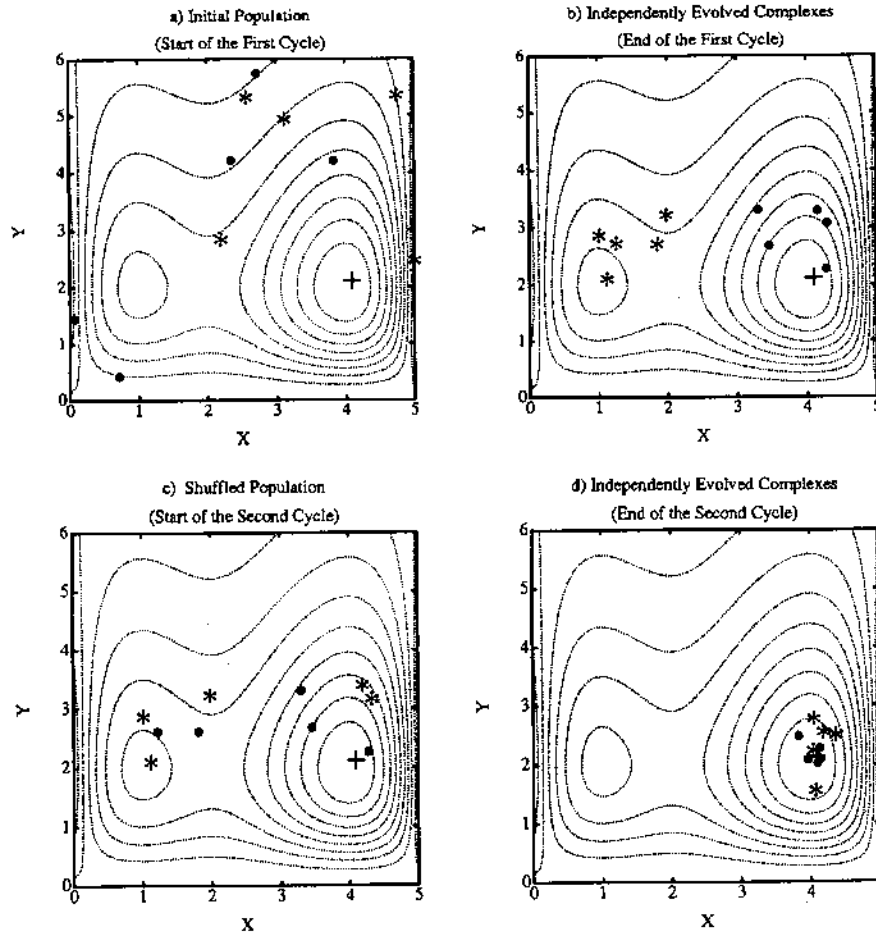 a) Initial Population
(Start of the First Cycle)
6
5
4
3
2
1
0
Y
0 1 2 3 4 5
X
b) Independently Evolved Complexes
(End of the First Cycle)
6
5
4
3
2
1
0
Y
0 1 2 3 4 5
X
c) Shuffled Population
(Start of the Second Cycle)
6
5
4
3
2
1
0
Y
0 1 2 3 4 5
X
d) Independently Evolved Complexes
(End of the Second Cycle)
6
5
4
3
2
1
0
Y
0 1 2 3 4
X